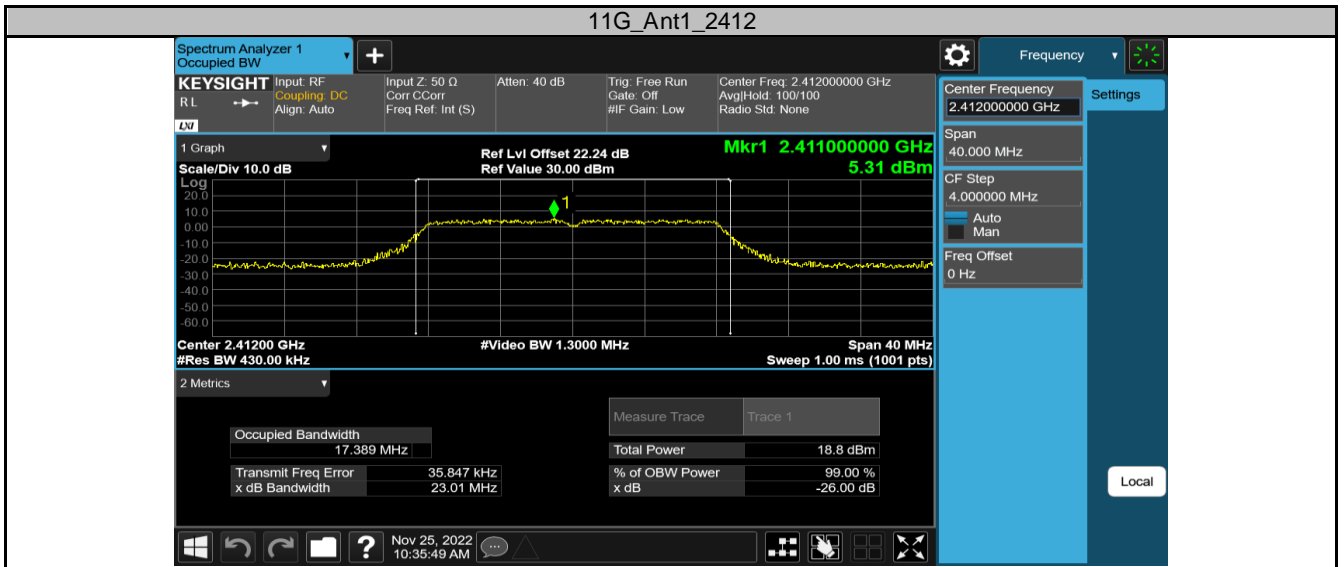 11G_Ant1_2412
Spectrum Analyzer 1
Occupied BW
Frequency
KEYSIGHT
R L
LXI
Input: RF
Coupling: DC
Align: Auto
Input Z: 50 Ω
Corr CCorr
Freq Ref: Int (S)
Atten: 40 dB
Trig: Free Run
Gate: Off
#IF Gain: Low
Center Freq: 2.412000000 GHz
Avg|Hold: 100/100
Radio Std: None
Center Frequency
2.412000000 GHz
Settings
Span
40.000 MHz
CF Step
4.000000 MHz
Auto
Man
Freq Offset
0 Hz
1 Graph
Scale/Div 10.0 dB
Ref Lvl Offset 22.24 dB
Ref Value 30.00 dBm
Mkr1 2.411000000 GHz
5.31 dBm
Log
20.0
10.0
0.00
-10.0
-20.0
-30.0
-40.0
-50.0
-60.0
1
Center 2.41200 GHz
#Video BW 1.3000 MHz
Span 40 MHz
#Res BW 430.00 kHz
Sweep 1.00 ms (1001 pts)
2 Metrics
Measure Trace
Trace 1
Occupied Bandwidth
17.389 MHz
Total Power
18.8 dBm
Transmit Freq Error
35.847 kHz
% of OBW Power
99.00 %
x dB Bandwidth
23.01 MHz
x dB
-26.00 dB
Local
?
Nov 25, 2022
10:35:49 AM